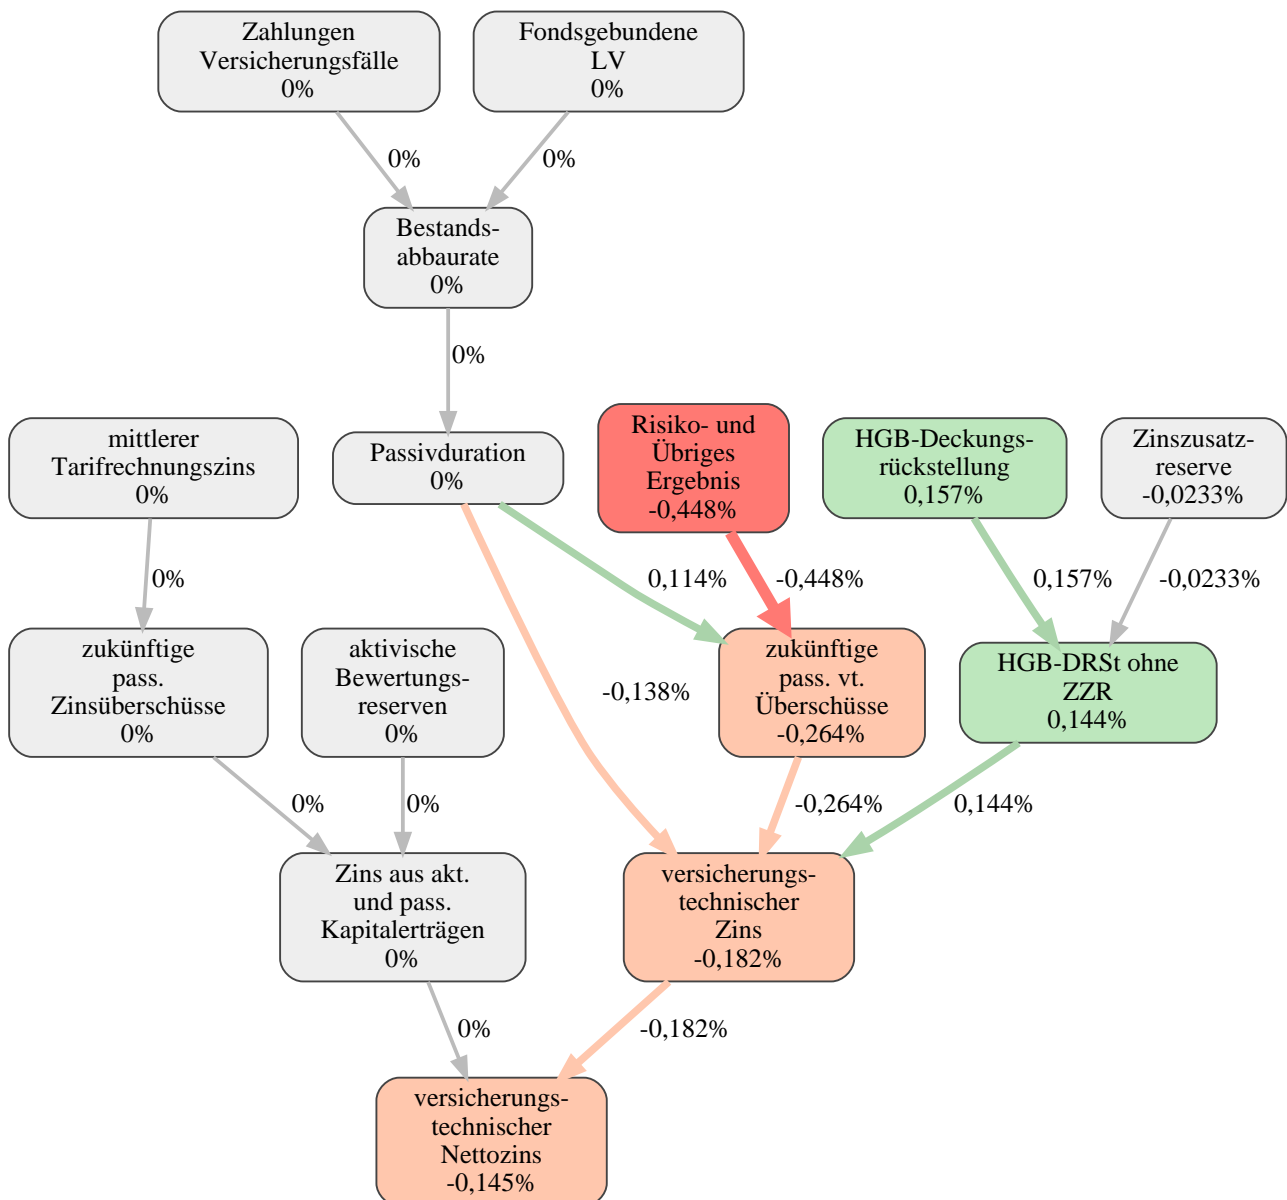 Zahlungen
Versicherungsfälle
0%
Fondsgebundene
LV
0%
0%
0%
Bestands-
abbaurate
0%
0%
mittlerer
Tarifrechnungszins
0%
Passivduration
0%
Risiko- und
Übriges
Ergebnis
-0,448%
HGB-Deckungs-
rückstellung
0,157%
Zinszusatz-
reserve
-0,0233%
0%
0,114%
-0,448%
0,157%
-0,0233%
zukünftige
pass.
Zinsüberschüsse
0%
aktivische
Bewertungs-
reserven
0%
-0,138%
zukünftige
pass. vt.
Überschüsse
-0,264%
HGB-DRSt ohne
ZZR
0,144%
0%
0%
-0,264%
0,144%
Zins aus akt.
und pass.
Kapitalerträgen
0%
versicherungs-
technischer
Zins
-0,182%
0%
-0,182%
versicherungs-
technischer
Nettozins
-0,145%